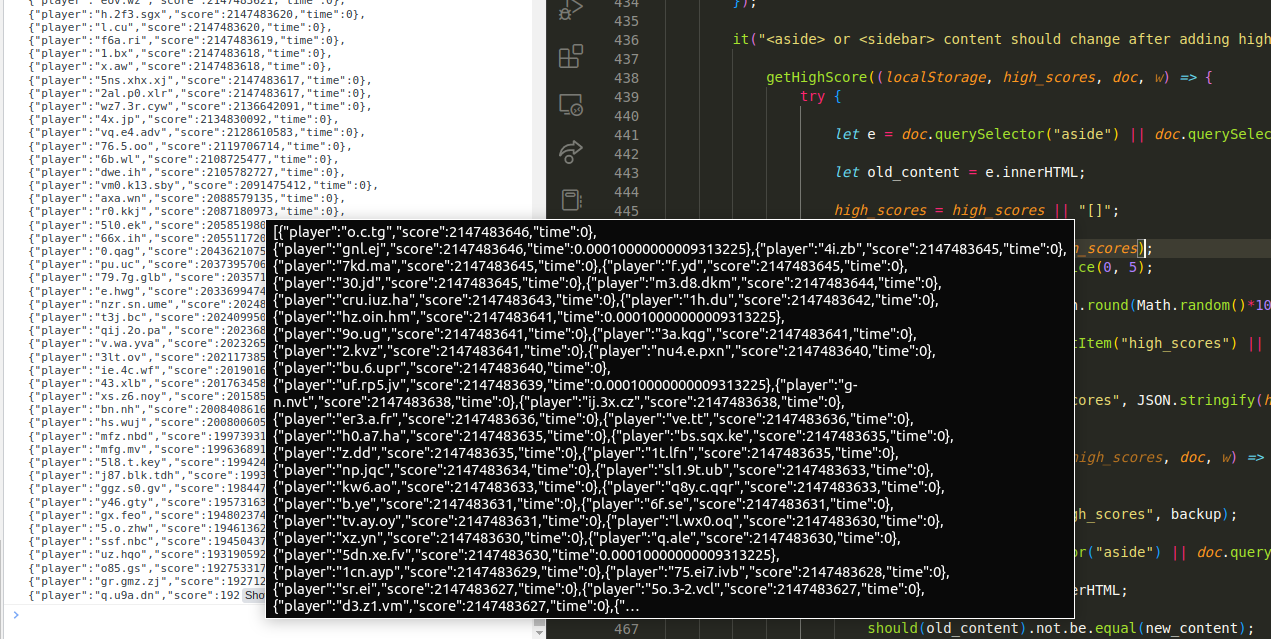 {"player":"eov.wz","score":2147483621,"time":0},
{"player":"h.2f3.sgx","score":2147483620,"time":0},
{"player":"l.cu","score":2147483620,"time":0},
{"player":"f6a.ri","score":2147483619,"time":0},
{"player":"1.bx","score":2147483618,"time":0},
{"player":"x.aw","score":2147483618,"time":0},
{"player":"5ns.xhx.xj","score":2147483617,"time":0},
{"player":"2al.p0.xlr","score":2147483617,"time":0},
{"player":"wz7.3r.cyw","score":2136642091,"time":0},
{"player":"4x.jp","score":2134830092,"time":0},
{"player":"vq.e4.adv","score":2128610583,"time":0},
{"player":"76.5.oo","score":2119706714,"time":0},
{"player":"6b.wl","score":2108725477,"time":0},
{"player":"dwe.ih","score":2105782727,"time":0},
{"player":"vm0.k13.sby","score":2091475412,"time":0},
{"player":"axa.wn","score":2088579135,"time":0},
{"player":"r0.kkj","score":2087180973,"time":0},
{"player":"5l0.ek","score":205851980
{"player":"66x.ih","score":205511720
{"player":"0.qag","score":2043621075
{"player":"pu.uc","score":2037395706
{"player":"79.7g.glb","score":203571
{"player":"e.hwg","score":2033699474
{"player":"nzr.sn.ume","score":20248
{"player":"t3j.bc","score":202409950
{"player":"qij.2o.pa","score":202368
{"player":"v.wa.yva","score":2023265
{"player":"3lt.ov","score":202117385
{"player":"ie.4c.wf","score":2019016
{"player":"43.xlb","score":201763458
{"player":"xs.z6.noy","score":201585
{"player":"bn.nh","score":2008408616
{"player":"hs.wuj","score":200800605
{"player":"mfz.nbd","score":19973931
{"player":"mfg.mv","score":199636891
{"player":"5l8.t.key","score":199424
{"player":"j87.blk.tdh","score":1993
{"player":"ggz.s0.gv","score":198447
{"player":"y46.gty","score":19573163
{"player":"gx.feo","score":194802374
{"player":"5.o.zhw","score":19461362
{"player":"ssf.nbc","score":19450437
{"player":"uz.hqo","score":193190592
{"player":"o85.gs","score":192753317
{"player":"gr.gmz.zj","score":192712
{"player":"q.u9a.dn","score":192 Sho
>
[{"player":"o.c.tg","score":2147483646,"time":0},
{"player":"gnl.ej","score":2147483646,"time":0.00010000000009313225},{"player":"4i.zb","score":2147483645,"time":0},
{"player":"7kd.ma","score":2147483645,"time":0},{"player":"f.yd","score":2147483645,"time":0},
{"player":"30.jd","score":2147483645,"time":0},{"player":"m3.d8.dkm","score":2147483644,"time":0},
{"player":"cru.iuz.ha","score":2147483643,"time":0},{"player":"1h.du","score":2147483642,"time":0},
{"player":"hz.oin.hm","score":2147483641,"time":0.00010000000009313225},
{"player":"9o.ug","score":2147483641,"time":0},{"player":"3a.kqg","score":2147483641,"time":0},
{"player":"2.kvz","score":2147483641,"time":0},{"player":"nu4.e.pxn","score":2147483640,"time":0},
{"player":"bu.6.upr","score":2147483640,"time":0},
{"player":"uf.rp5.jv","score":2147483639,"time":0.00010000000009313225},{"player":"g-
n.nvt","score":2147483638,"time":0},{"player":"ij.3x.cz","score":2147483638,"time":0},
{"player":"er3.a.fr","score":2147483636,"time":0},{"player":"ve.tt","score":2147483636,"time":0},
{"player":"h0.a7.ha","score":2147483635,"time":0},{"player":"bs.sqx.ke","score":2147483635,"time":0},
{"player":"z.dd","score":2147483635,"time":0},{"player":"1t.lfn","score":2147483635,"time":0},
{"player":"np.jqc","score":2147483634,"time":0},{"player":"sl1.9t.ub","score":2147483633,"time":0},
{"player":"kw6.ao","score":2147483633,"time":0},{"player":"q8y.c.qqr","score":2147483633,"time":0},
{"player":"b.ye","score":2147483631,"time":0},{"player":"6f.se","score":2147483631,"time":0},
{"player":"tv.ay.oy","score":2147483631,"time":0},{"player":"l.wx0.oq","score":2147483630,"time":0},
{"player":"xz.yn","score":2147483630,"time":0},{"player":"q.ale","score":2147483630,"time":0},
{"player":"5dn.xe.fv","score":2147483630,"time":0.00010000000009313225},
{"player":"1cn.ayp","score":2147483629,"time":0},{"player":"75.ei7.ivb","score":2147483628,"time":0},
{"player":"sr.ei","score":2147483627,"time":0},{"player":"5o.3-2.vcl","score":2147483627,"time":0},
{"player":"d3.z1.vm","score":2147483627,"time":0},{"...
434 });
435
436 it("<aside> or <sidebar> content should change after adding high
437
438 getHighScore((localStorage, high_scores, doc, w) => {
439 try {
440
441 let e = doc.querySelector("aside") || doc.querySelec
442
443 let old_content = e.innerHTML;
444
445 high_scores = high_scores || "[]";
h_scores);
ice(0, 5);
h.round(Math.random()*10
tItem("high_scores") ||
cores", JSON.stringify(h
high_scores, doc, w) =>
gh_scores", backup);
or("aside") || doc.query
erHTML;
467 should(old_content).not.be.equal(new_content);